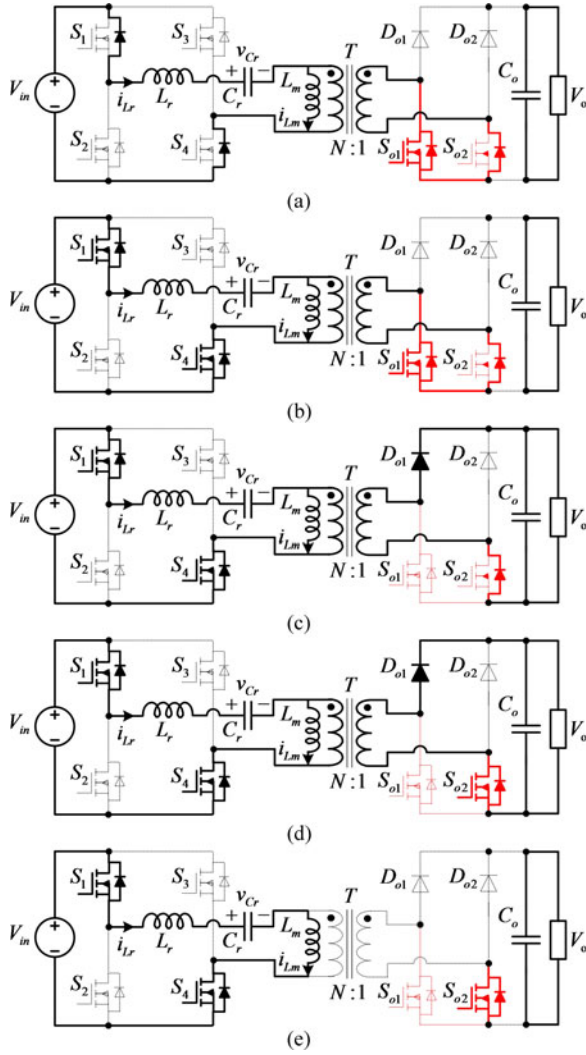 S1 S3 vCr T Do1 Do2
+ − Lm Co
Vin iLr Lr Cr Vo
S2 S4 iLm N:1 So1 So2
(a)
S1 S3 vCr T Do1 Do2
+ − Lm Co
Vin iLr Lr Cr Vo
S2 S4 iLm N:1 So1 So2
(b)
S1 S3 vCr T Do1 Do2
+ − Lm Co
Vin iLr Lr Cr Vo
S2 S4 iLm N:1 So1 So2
(c)
S1 S3 vCr T Do1 Do2
+ − Lm Co
Vin iLr Lr Cr Vo
S2 S4 iLm N:1 So1 So2
(d)
S1 S3 vCr T Do1 Do2
+ − Lm Co
Vin iLr Lr Cr Vo
S2 S4 iLm N:1 So1 So2
(e)